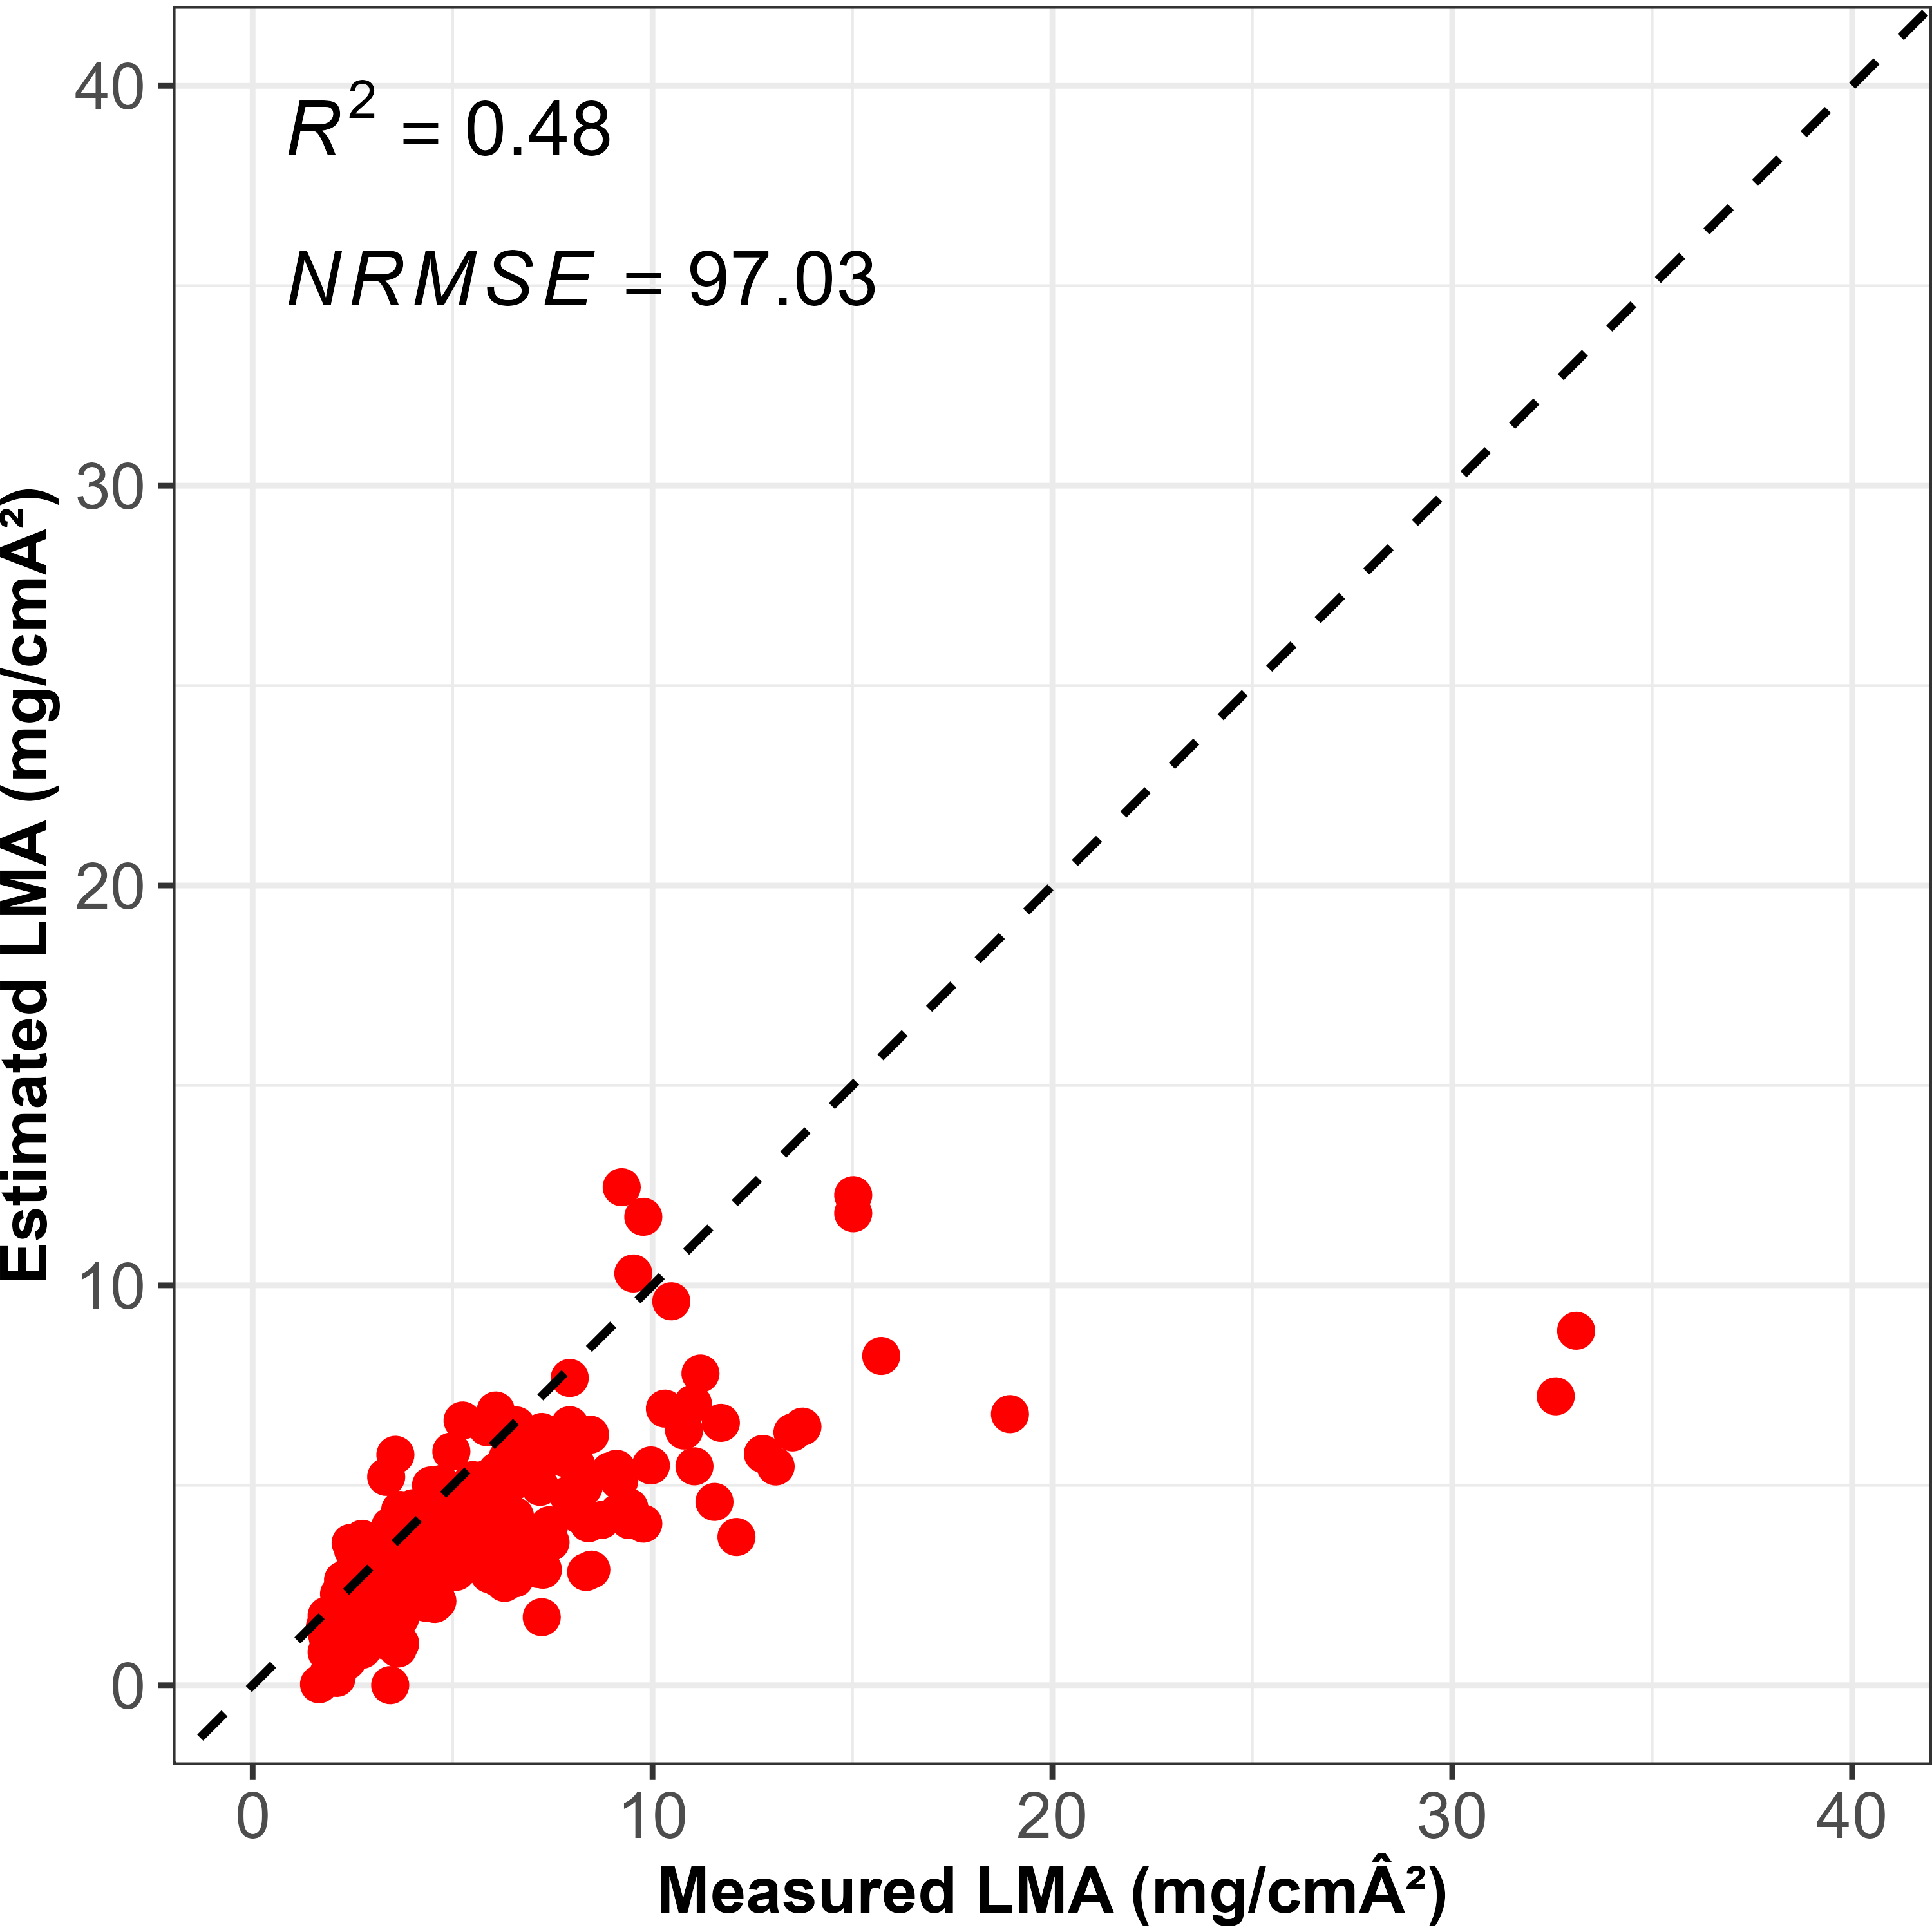 R² = 0.48
NRMSE = 97.03
40
30
20
10
0
Estimated LMA (mg/cmÂ²)
0 10 20 30 40
Measured LMA (mg/cmÂ²)